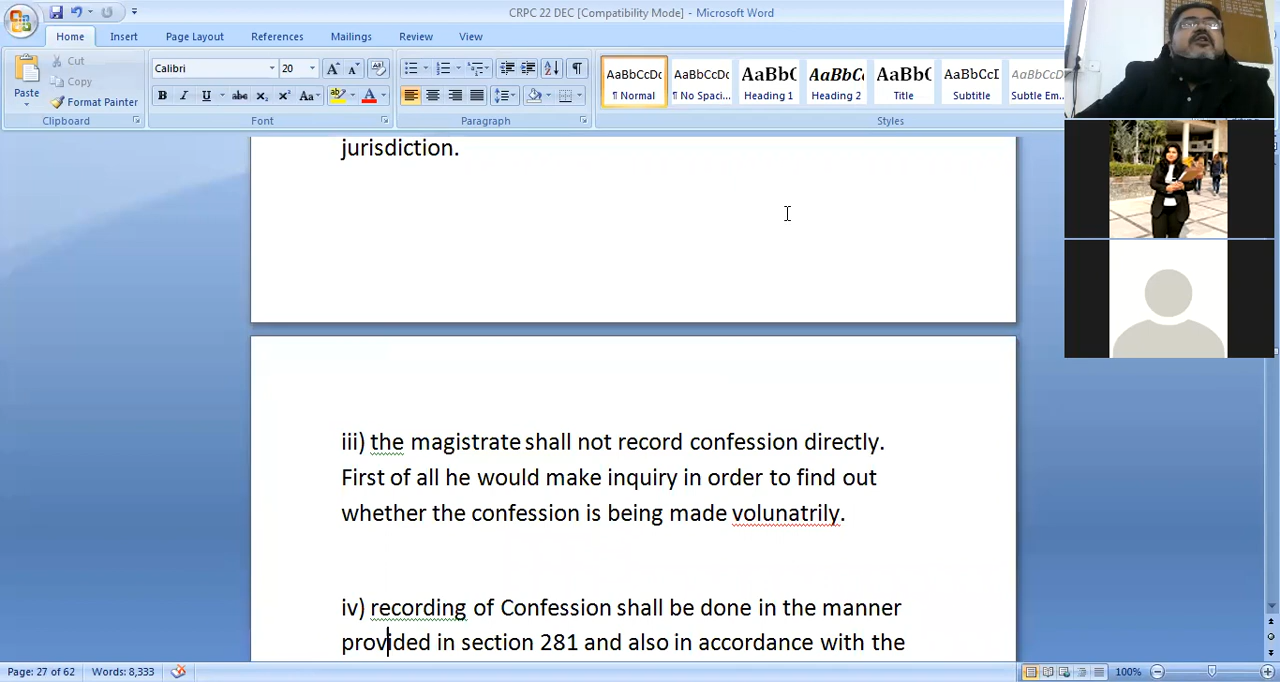 CRPC 22 DEC [Compatibility Mode] - Microsoft Word
Home Insert Page Layout References Mailings Review View
Paste
Cut
Copy
Format Painter
Clipboard
Calibri 20
Font
Paragraph
AaBbCcDc AaBbCcDc AaBbC AaBbC AaBbC AaBbCcI AaBbCcDc
¶ Normal ¶ No Spaci... Heading 1 Heading 2 Title Subtitle Subtle Em...
Styles
jurisdiction.
iii) the magistrate shall not record confession directly.
First of all he would make inquiry in order to find out
whether the confession is being made volunatrily.
iv) recording of Confession shall be done in the manner
provided in section 281 and also in accordance with the
Page: 27 of 62 Words: 8,333 100%